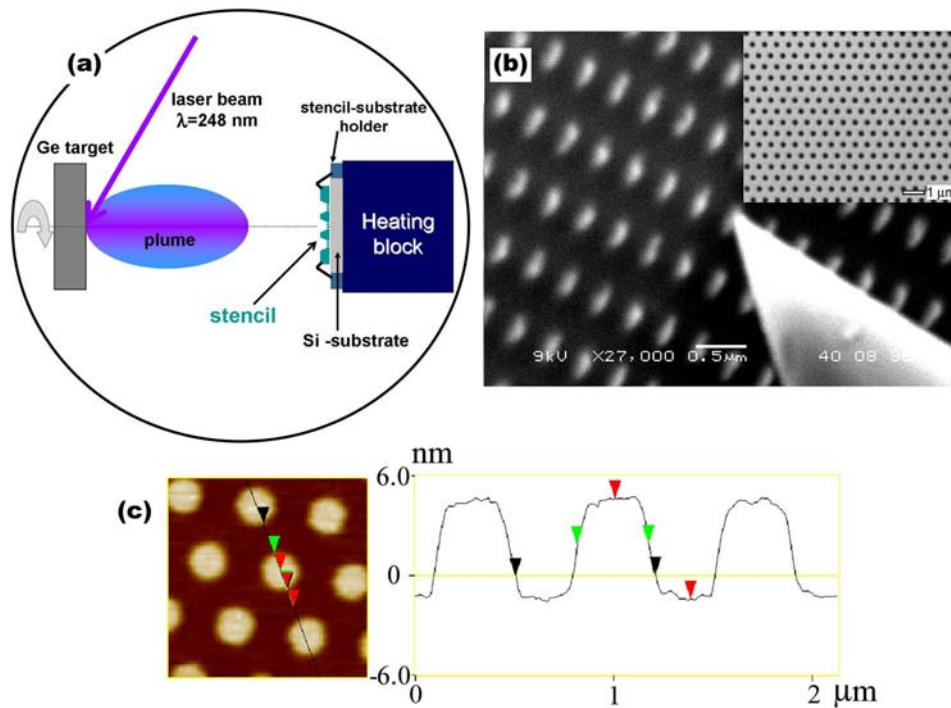 (a)
laser beam
λ=248 nm
stencil-substrate
holder
Ge target
plume
Heating
block
stencil
Si -substrate
(b)
1 μm
9kV X27,000 0.5μm
(c)
nm
6.0
0
-6.0
0 1 2 μm